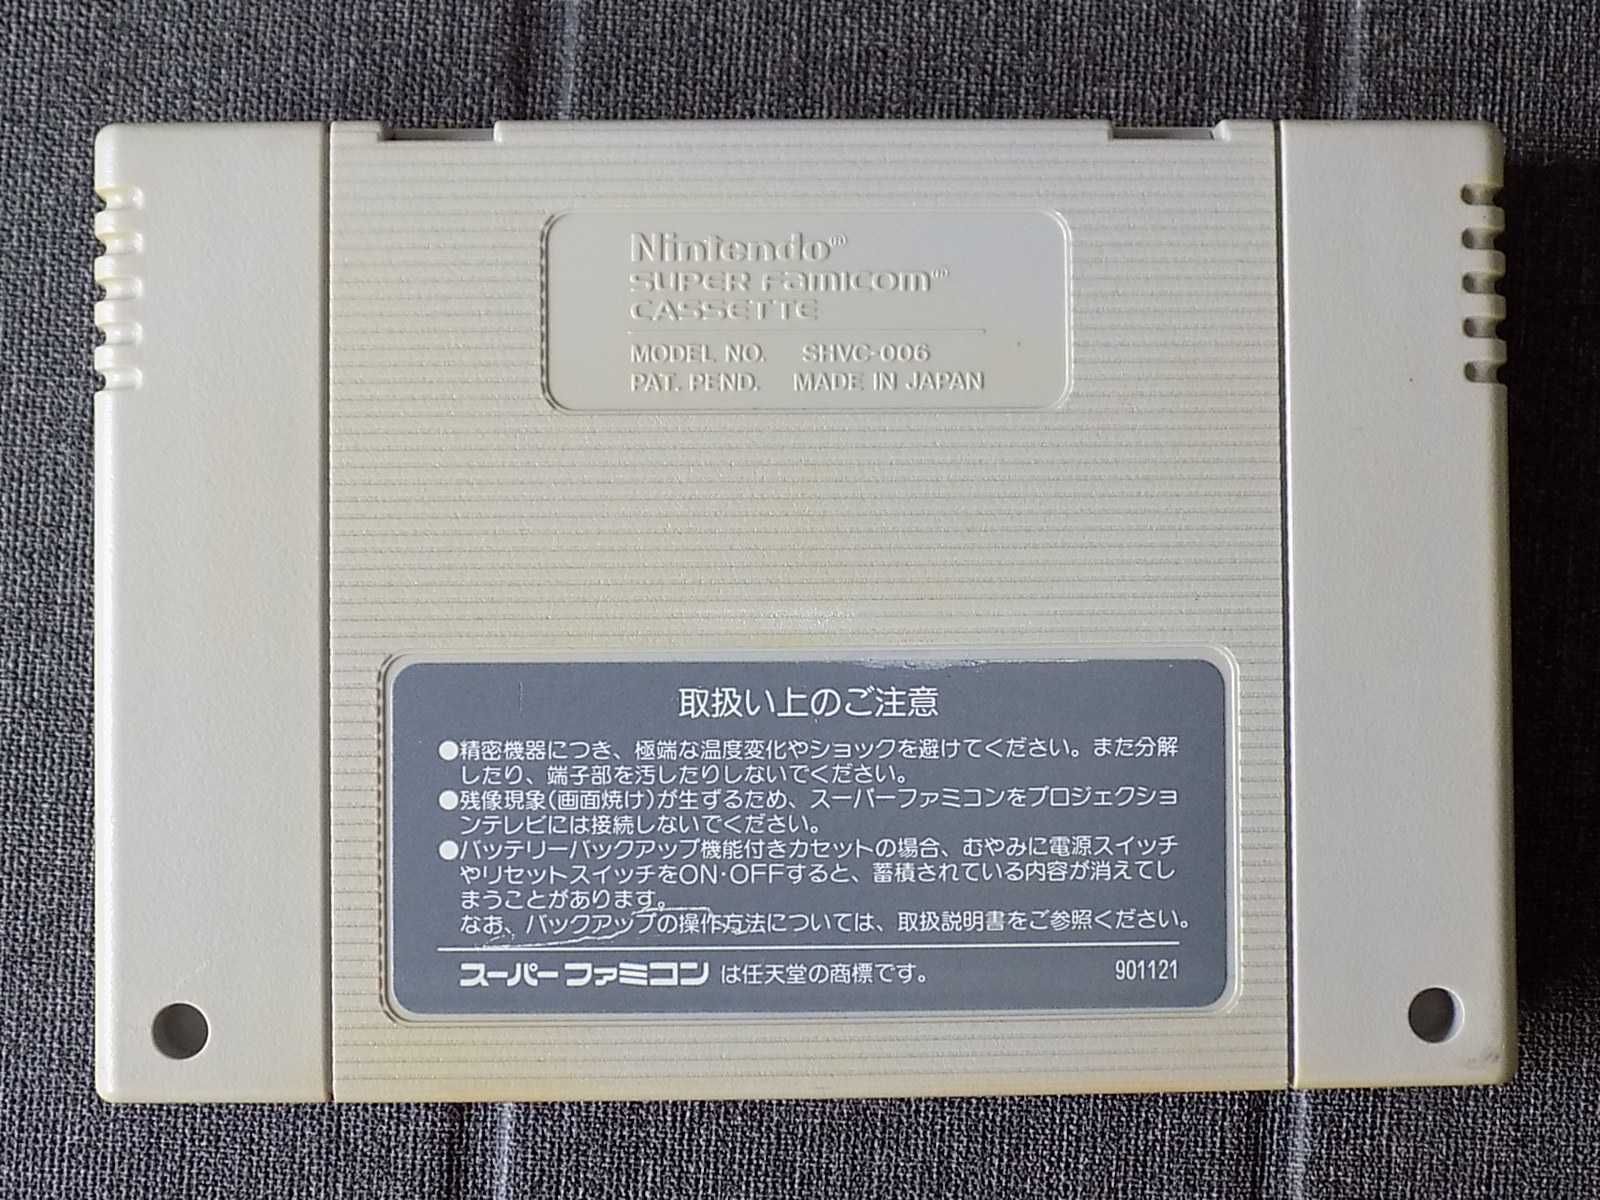 Nintendo®
SUPER Famicom®
CASSETTE
MODEL NO. SHVC-006
PAT. PEND. MADE IN JAPAN
取扱い上のご注意
●精密機器につき、極端な温度変化やショックを避けてください。また分解
したり、端子部を汚したりしないでください。
●残像現象(画面焼け)が生ずるため、スーパーファミコンをプロジェクショ
ンテレビには接続しないでください。
●バッテリーバックアップ機能付きカセットの場合、むやみに電源スイッチ
やリセットスイッチをON・OFFすると、蓄積されている内容が消えてし
まうことがあります。
なお、バックアップの操作方法については、取扱説明書をご参照ください。
スーパーファミコン は任天堂の商標です。 901121